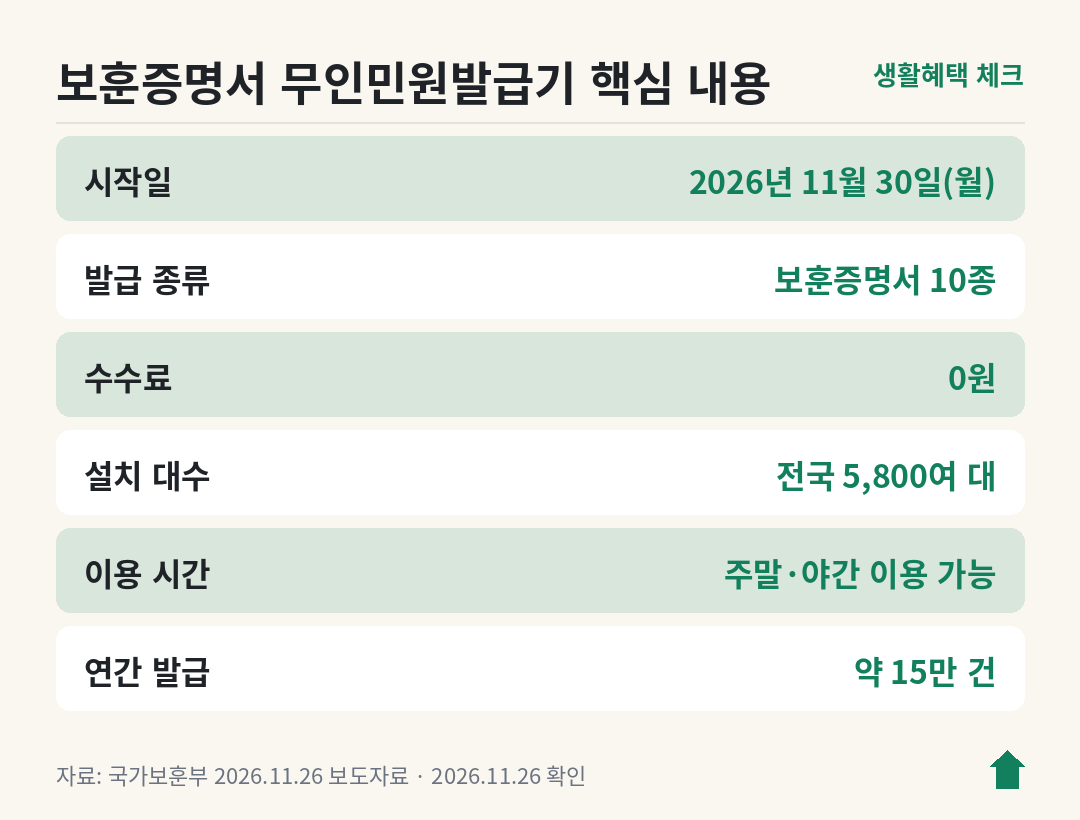 보훈증명서 무인민원발급기 핵심 내용
생활혜택 체크
시작일 2026년 11월 30일(월)
발급 종류 보훈증명서 10종
수수료 0원
설치 대수 전국 5,800여 대
이용 시간 주말·야간 이용 가능
연간 발급 약 15만 건
자료: 국가보훈부 2026.11.26 보도자료 · 2026.11.26 확인